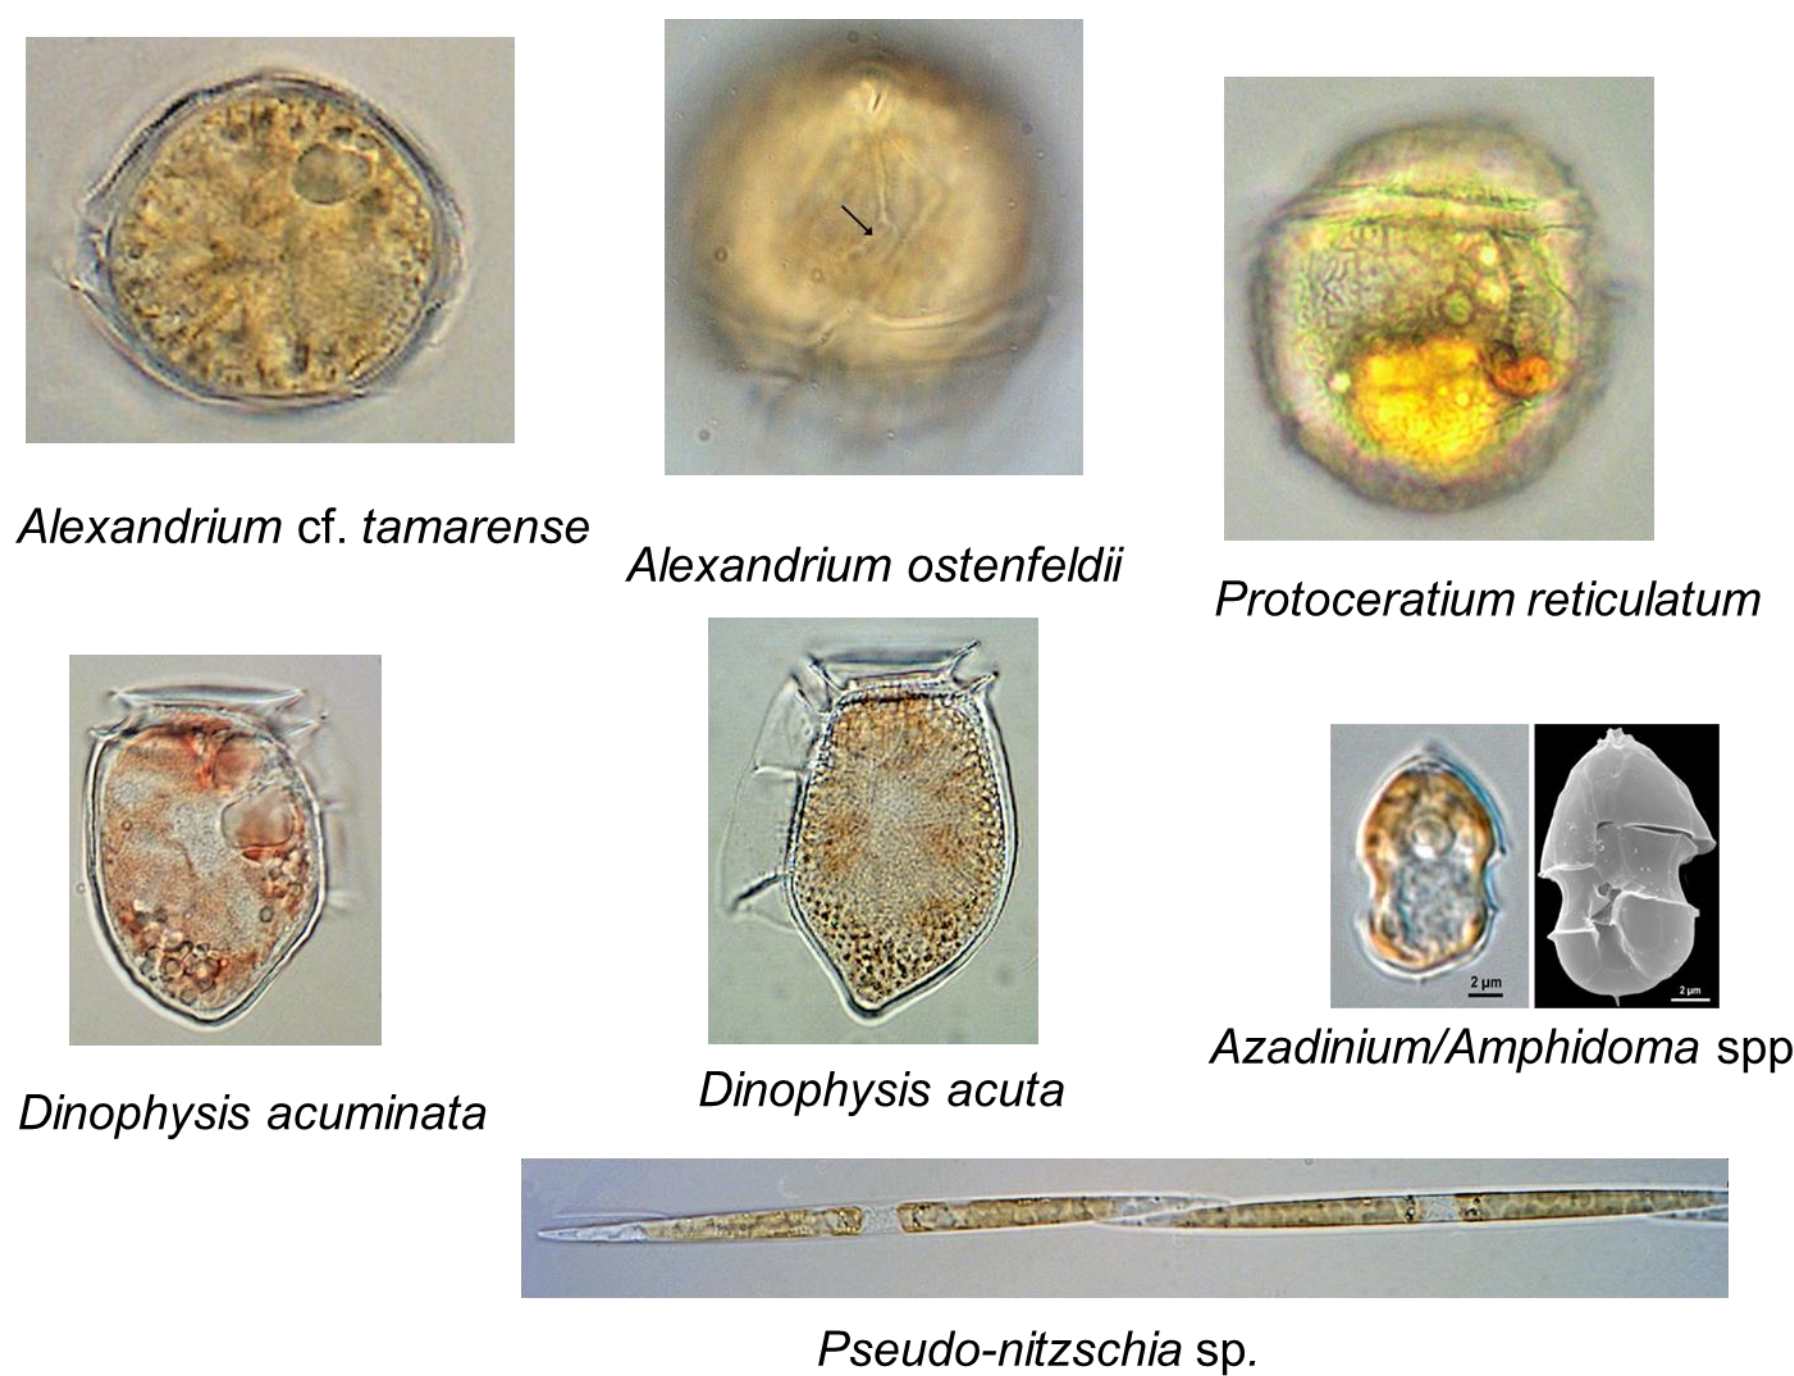 Alexandrium cf. tamarense
Alexandrium ostenfeldii
Protoceratium reticulatum
2 µm
2 µm
Azadinium/Amphidoma spp
Dinophysis acuta
Dinophysis acuminata
Pseudo-nitzschia sp.